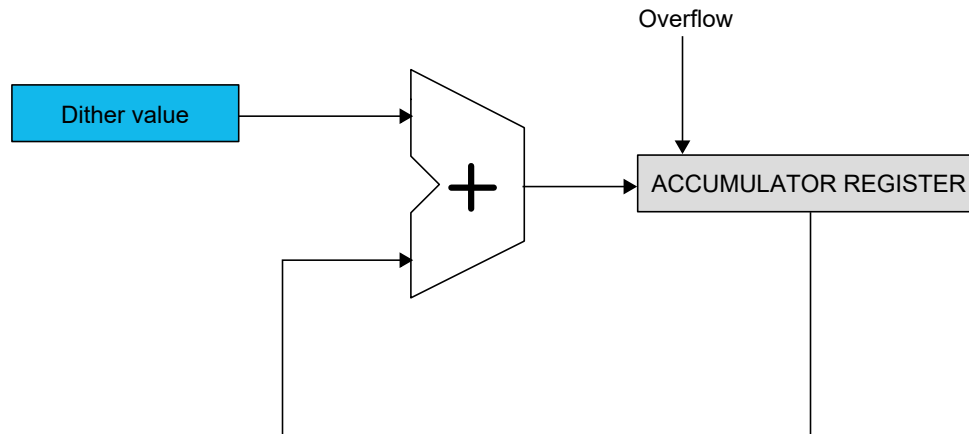 Overflow
Dither value
+
ACCUMULATOR REGISTER